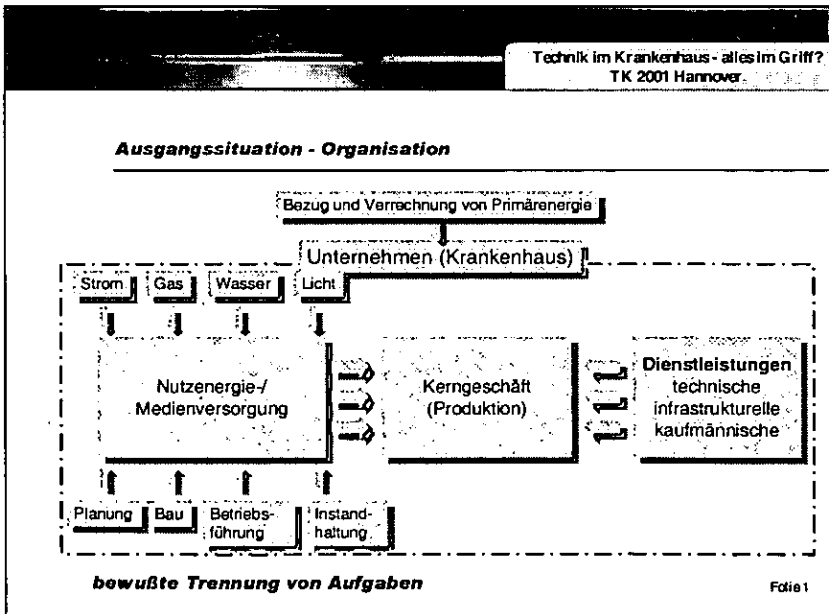 Technik im Krankenhaus - alles im Griff?
TK 2001 Hannover
Ausgangssituation - Organisation
Bezug und Verrechnung von Primärenergie
Unternehmen (Krankenhaus)
Strom
Gas
Wasser
Licht
Nutzenergie-/
Medienversorgung
Kerngeschäft
(Produktion)
Dienstleistungen
technische
infrastrukturelle
kaufmännische
Planung
Bau
Betriebs-
führung
Instand-
haltung
bewußte Trennung von Aufgaben
Folie 1